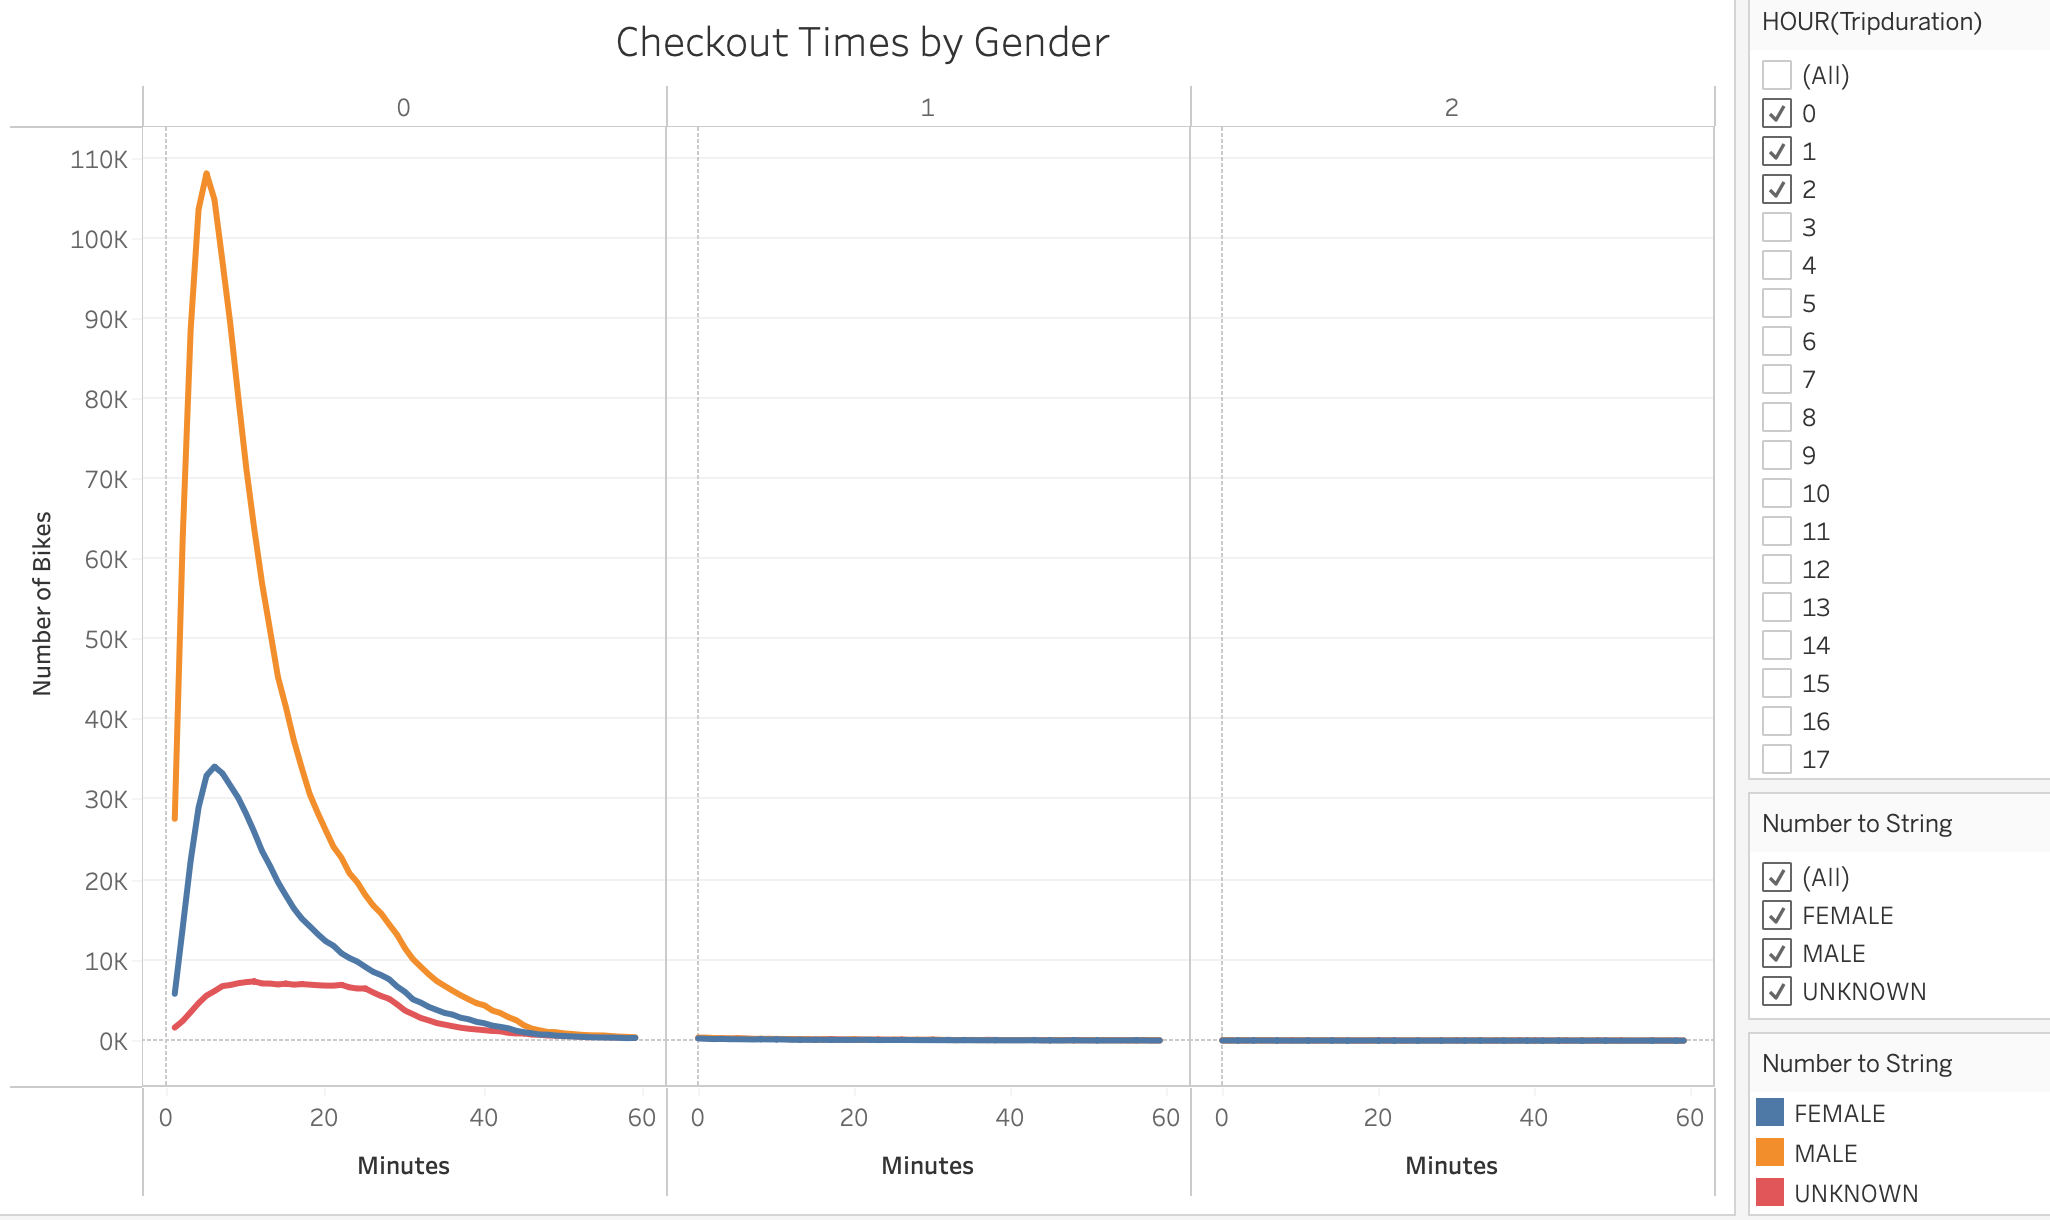 Checkout Times by Gender
0 1 2
110K
100K
90K
80K
70K
60K
50K
40K
30K
20K
10K
0K
Number of Bikes
0 20 40 60 0 20 40 60 0 20 40 60
Minutes Minutes Minutes
HOUR(Tripduration)
(All)
0
1
2
3
4
5
6
7
8
9
10
11
12
13
14
15
16
17
Number to String
(All)
FEMALE
MALE
UNKNOWN
Number to String
FEMALE
MALE
UNKNOWN